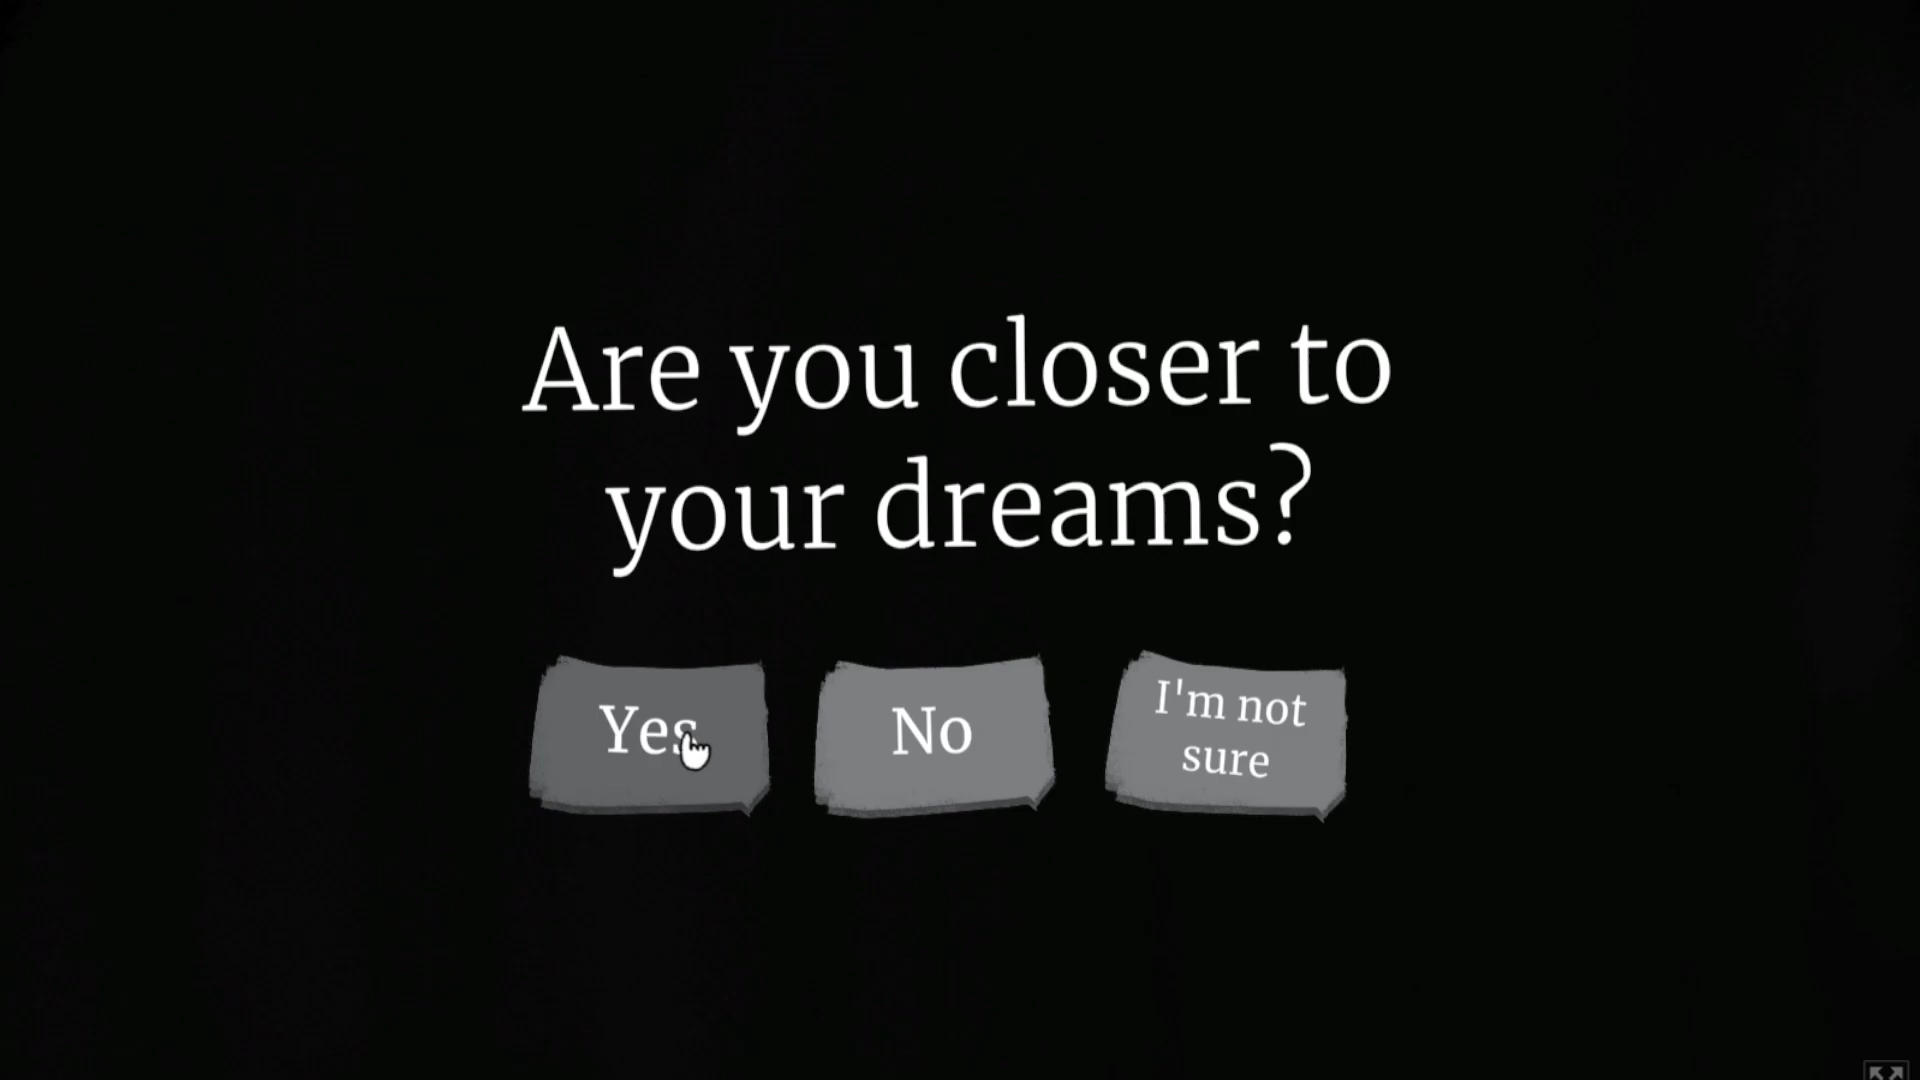 Are you closer to
your dreams?
Yes
No
I'm not
sure